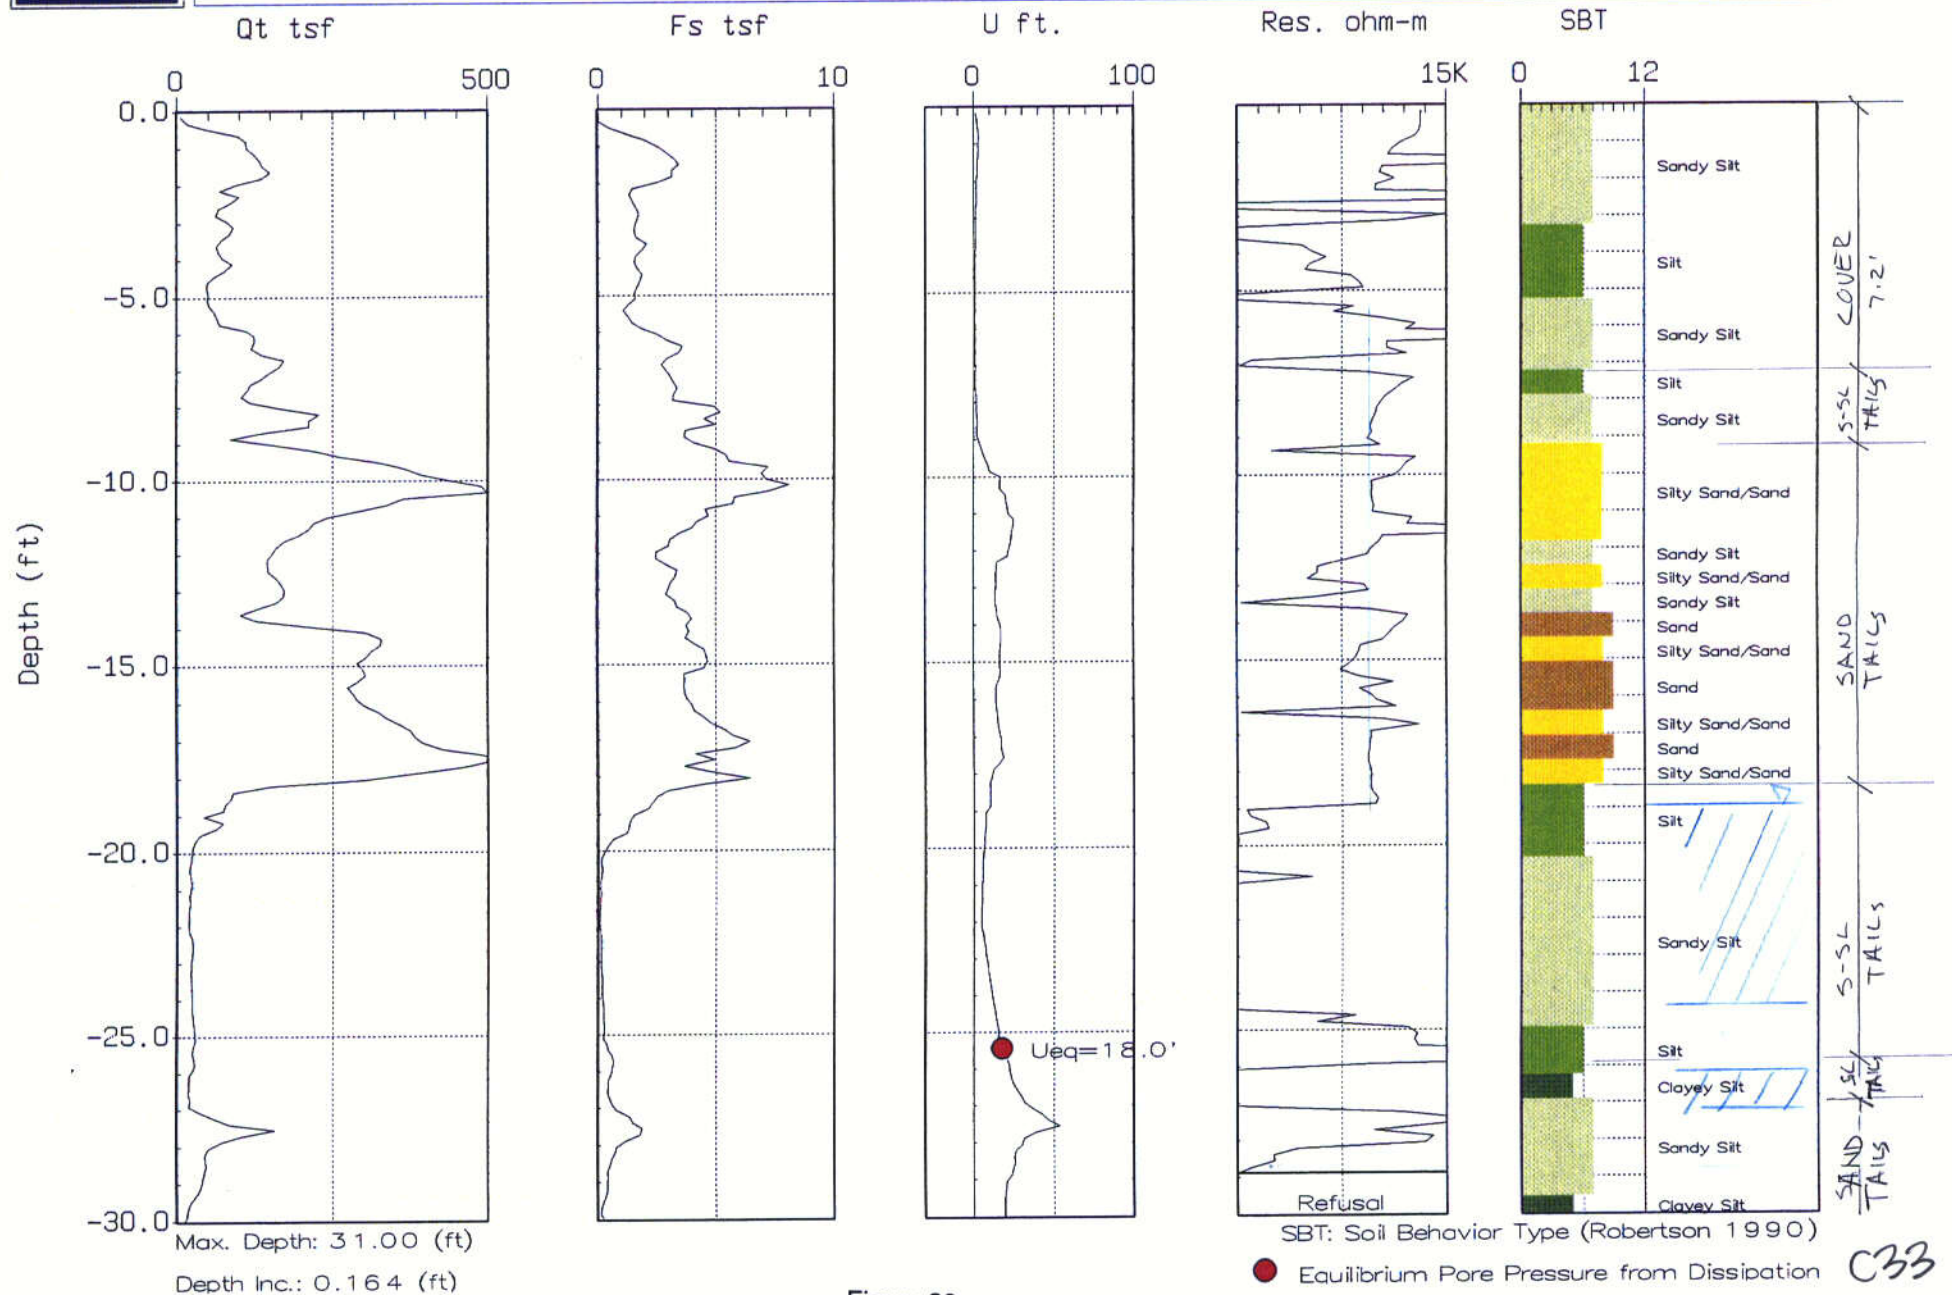 Qt tsf
Fs tsf
U ft.
Res. ohm-m
SBT
0 500
0 10
0 100
15K
0 12
0.0
-5.0
-10.0
-15.0
-20.0
-25.0
-30.0
Depth (ft)
Ueq=18.0'
Refusal
Sandy Silt
Silt
Sandy Silt
Silt
Sandy Silt
Silty Sand/Sand
Sandy Silt
Silty Sand/Sand
Sandy Silt
Sand
Silty Sand/Sand
Sand
Silty Sand/Sand
Sand
Silty Sand/Sand
Silt
Sandy Silt
Silt
Clayey Silt
Sandy Silt
Clayey Silt
COVER
7.2'
S-SL
TAILS
SAND
TAILS
S-SL
TAILS
SL
TAILS
SAND
TAILS
Max. Depth: 31.00 (ft)
Depth Inc.: 0.164 (ft)
SBT: Soil Behavior Type (Robertson 1990)
Equilibrium Pore Pressure from Dissipation
C33